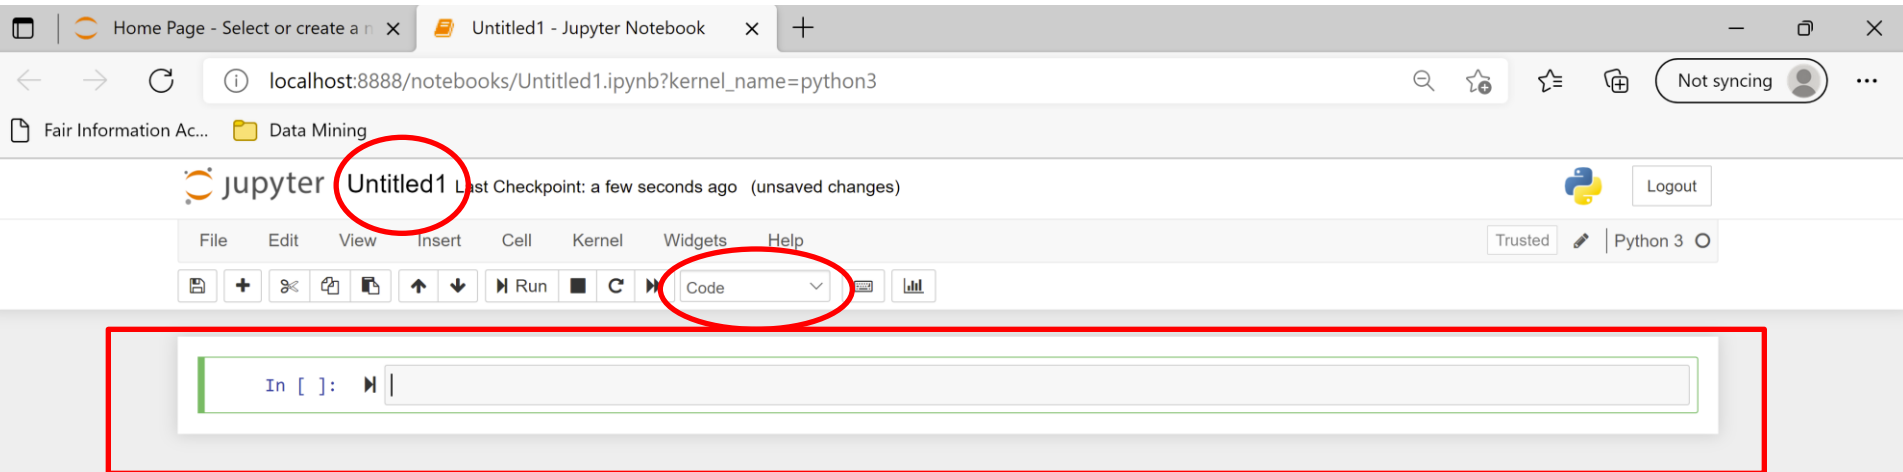 Home Page - Select or create a n Untitled1 - Jupyter Notebook
localhost:8888/notebooks/Untitled1.ipynb?kernel_name=python3 Not syncing
Fair Information Ac... Data Mining
jupyter Untitled1 Last Checkpoint: a few seconds ago (unsaved changes) Logout
File Edit View Insert Cell Kernel Widgets Help Trusted Python 3
Run Code
In [ ]: